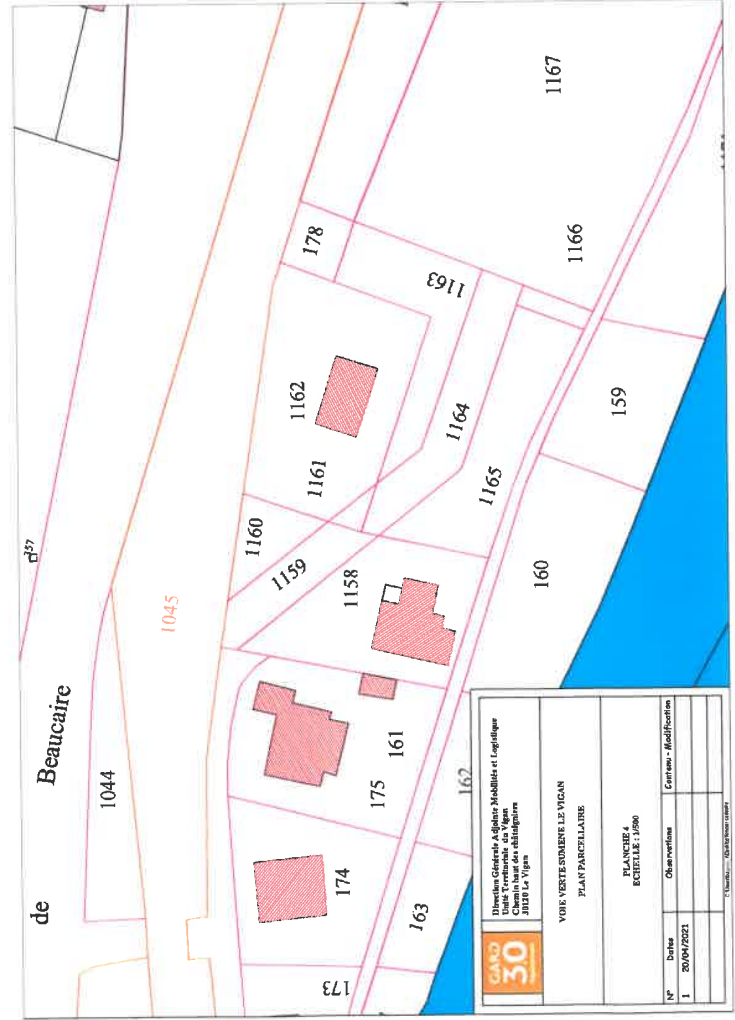 de
Beaucaire
57
1044
1045
1167
178
1166
1163
1162
1161
1164
159
1160
1165
1159
1158
160
161
175
162
174
163
173
GARD
30
Direction Générale Adjointe Mobilités et Logistique
Unité Territoriale du Vigan
Chemin haut des châtaigniers
30120 Le Vigan
VOIE VERTE SUMENE LE VIGAN
PLAN PARCELLAIRE
PLANCHE 4
ECHELLE : 1/500
N° Dates Observations Contenu - Modification
1 20/04/2021